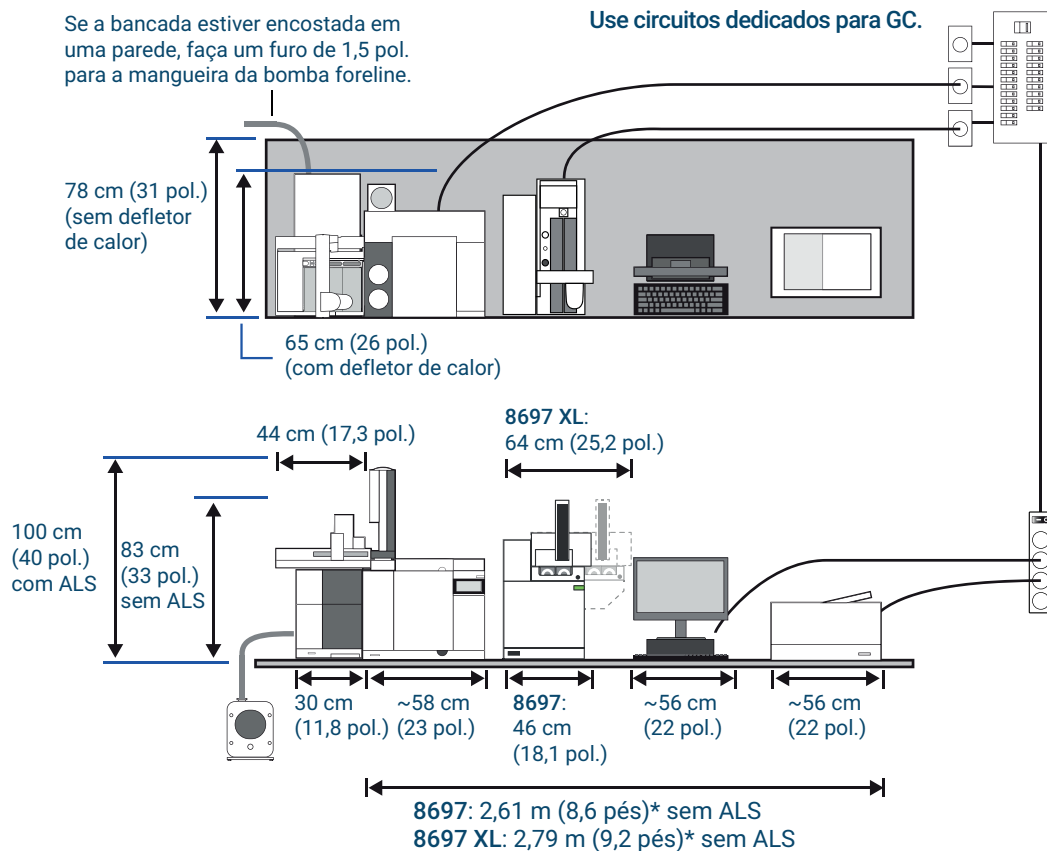 Se a bancada estiver encostada em
uma parede, faça um furo de 1,5 pol.
para a mangueira da bomba foreline.
Use circuitos dedicados para GC.
78 cm (31 pol.)
(sem defletor
de calor)
65 cm (26 pol.)
(com defletor de calor)
44 cm (17,3 pol.)
8697 XL:
64 cm (25,2 pol.)
100 cm
(40 pol.)
com ALS
83 cm
(33 pol.)
sem ALS
30 cm
(11,8 pol.)
~58 cm
(23 pol.)
8697:
46 cm
(18,1 pol.)
~56 cm
(22 pol.)
~56 cm
(22 pol.)
8697: 2,61 m (8,6 pés)* sem ALS
8697 XL: 2,79 m (9,2 pés)* sem ALS